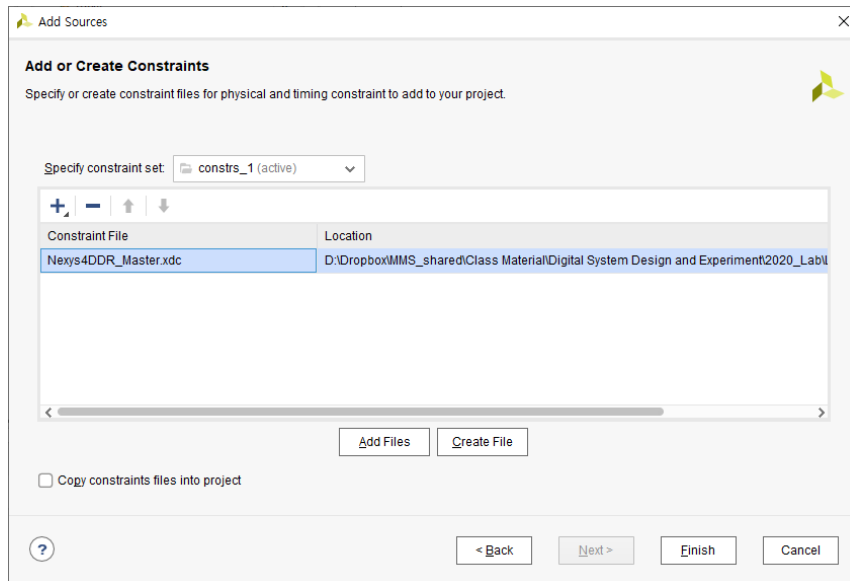 Add Sources
Add or Create Constraints
Specify or create constraint files for physical and timing constraint to add to your project.
Specify constraint set: constrs_1 (active)
Constraint File Location
Nexys4DDR_Master.xdc D:\Dropbox\MMS_shared\Class Material\Digital System Design and Experiment\2020_Lab\L
Add Files Create File
Copy constraints files into project
? < Back Next > Finish Cancel